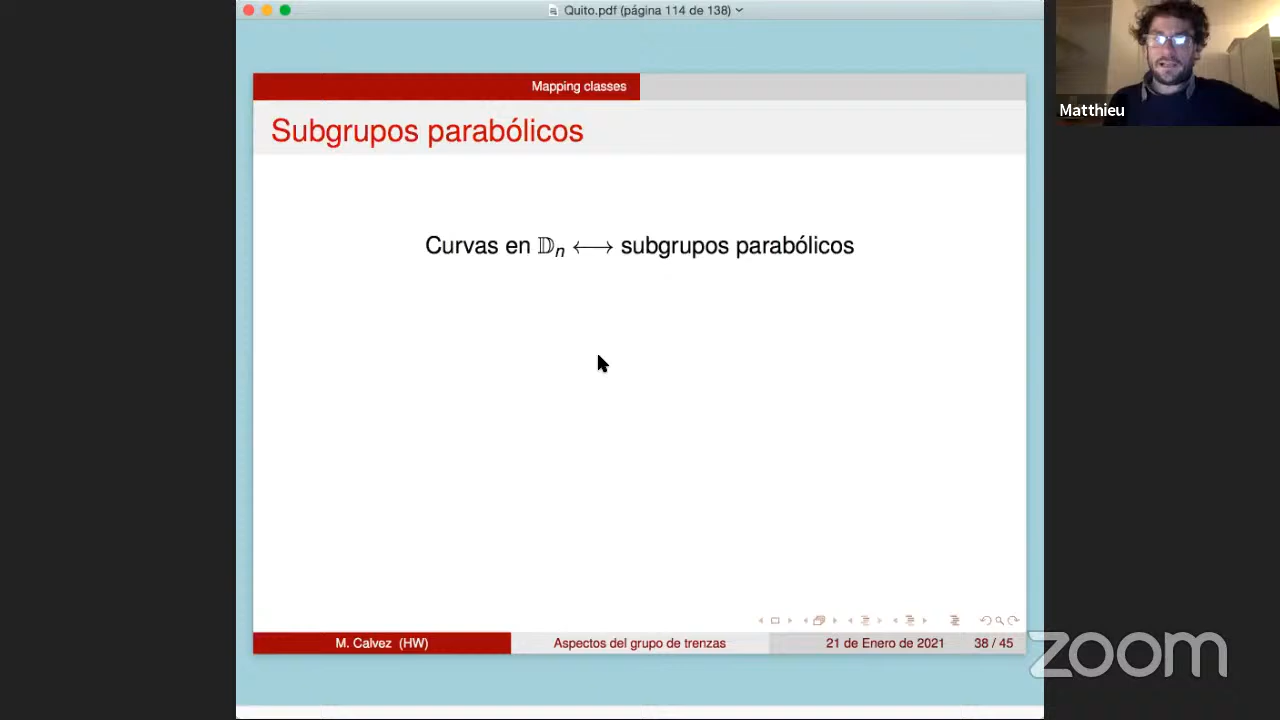 Quito.pdf (página 114 de 138)
Mapping classes
Subgrupos parabólicos
Matthieu
Curvas en 𝔻ₙ ⟷ subgrupos parabólicos
M. Calvez (HW) Aspectos del grupo de trenzas 21 de Enero de 2021 38 / 45
zoom